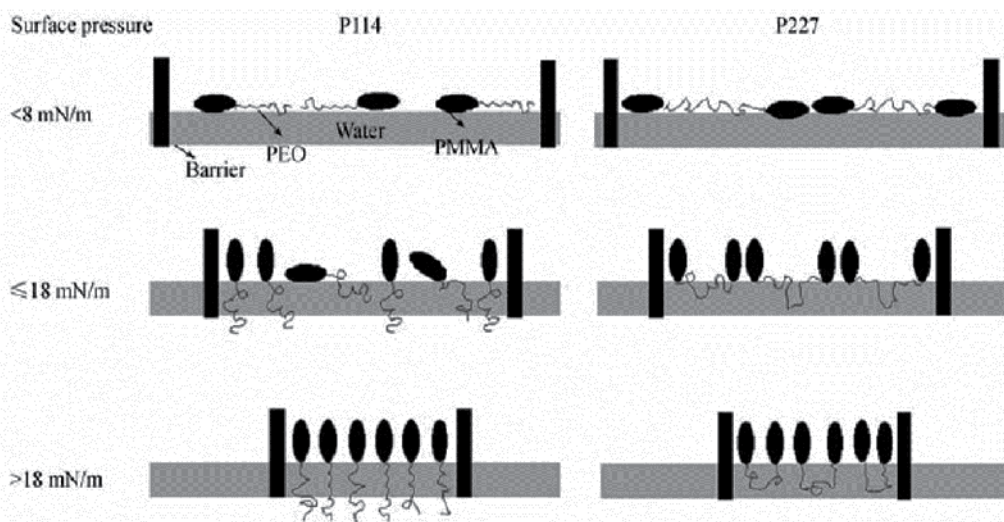 Surface pressure P114 P227
<8 mN/m
Water
PEO PMMA
Barrier
≤18 mN/m
>18 mN/m